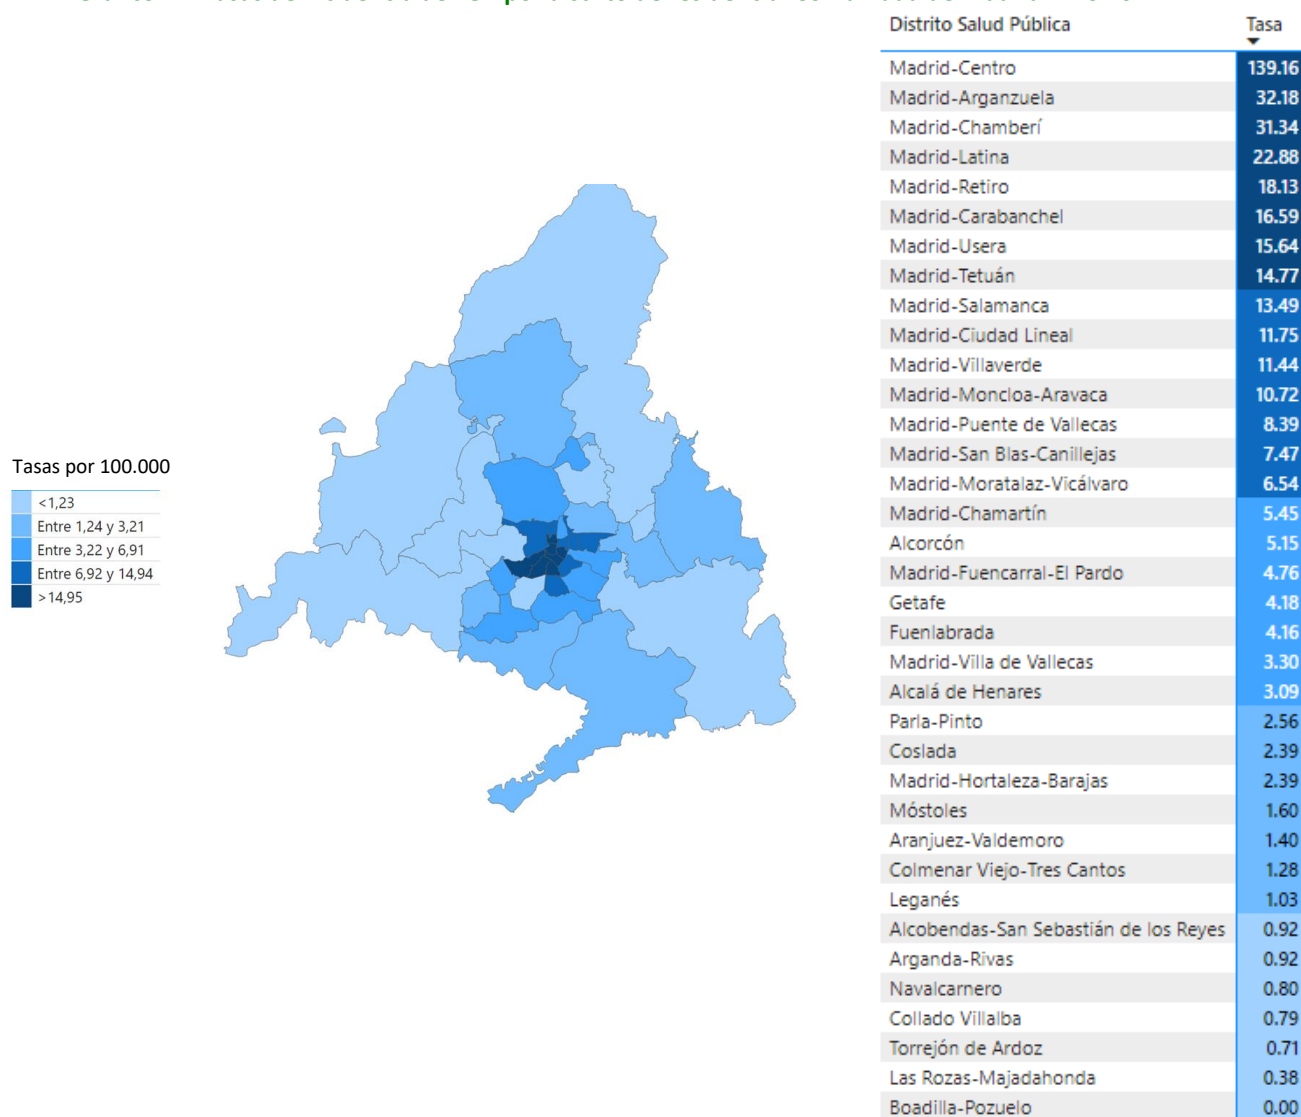 Distrito Salud Pública Tasa
Madrid-Centro 139.16
Madrid-Arganzuela 32.18
Madrid-Chamberí 31.34
Madrid-Latina 22.88
Madrid-Retiro 18.13
Madrid-Carabanchel 16.59
Madrid-Usera 15.64
Madrid-Tetuán 14.77
Madrid-Salamanca 13.49
Madrid-Ciudad Lineal 11.75
Madrid-Villaverde 11.44
Madrid-Moncloa-Aravaca 10.72
Madrid-Puente de Vallecas 8.39
Madrid-San Blas-Canillejas 7.47
Madrid-Moratalaz-Vicálvaro 6.54
Madrid-Chamartín 5.45
Alcorcón 5.15
Madrid-Fuencarral-El Pardo 4.76
Getafe 4.18
Fuenlabrada 4.16
Madrid-Villa de Vallecas 3.30
Alcalá de Henares 3.09
Parla-Pinto 2.56
Coslada 2.39
Madrid-Hortaleza-Barajas 2.39
Móstoles 1.60
Aranjuez-Valdemoro 1.40
Colmenar Viejo-Tres Cantos 1.28
Leganés 1.03
Alcobendas-San Sebastián de los Reyes 0.92
Arganda-Rivas 0.92
Navalcarnero 0.80
Collado Villalba 0.79
Torrejón de Ardoz 0.71
Las Rozas-Majadahonda 0.38
Boadilla-Pozuelo 0.00
Tasas por 100.000
<1,23
Entre 1,24 y 3,21
Entre 3,22 y 6,91
Entre 6,92 y 14,94
>14,95